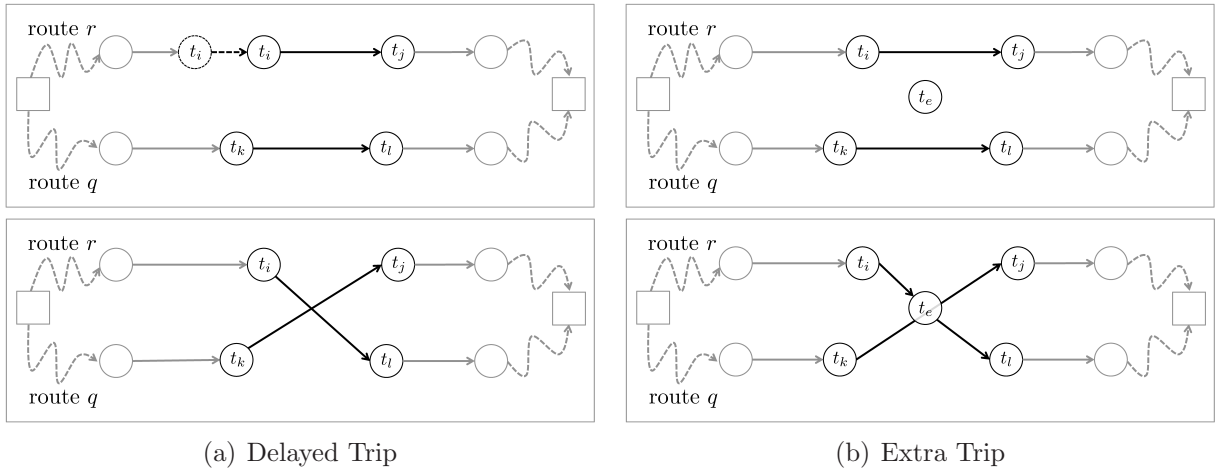 route r
t_i t_i t_j
t_k t_l
route q
route r
t_i t_j
t_e
t_k t_l
route q
route r
t_i t_j
t_k t_l
route q
route r
t_i t_j
t_e
t_k t_l
route q
(a) Delayed Trip
(b) Extra Trip